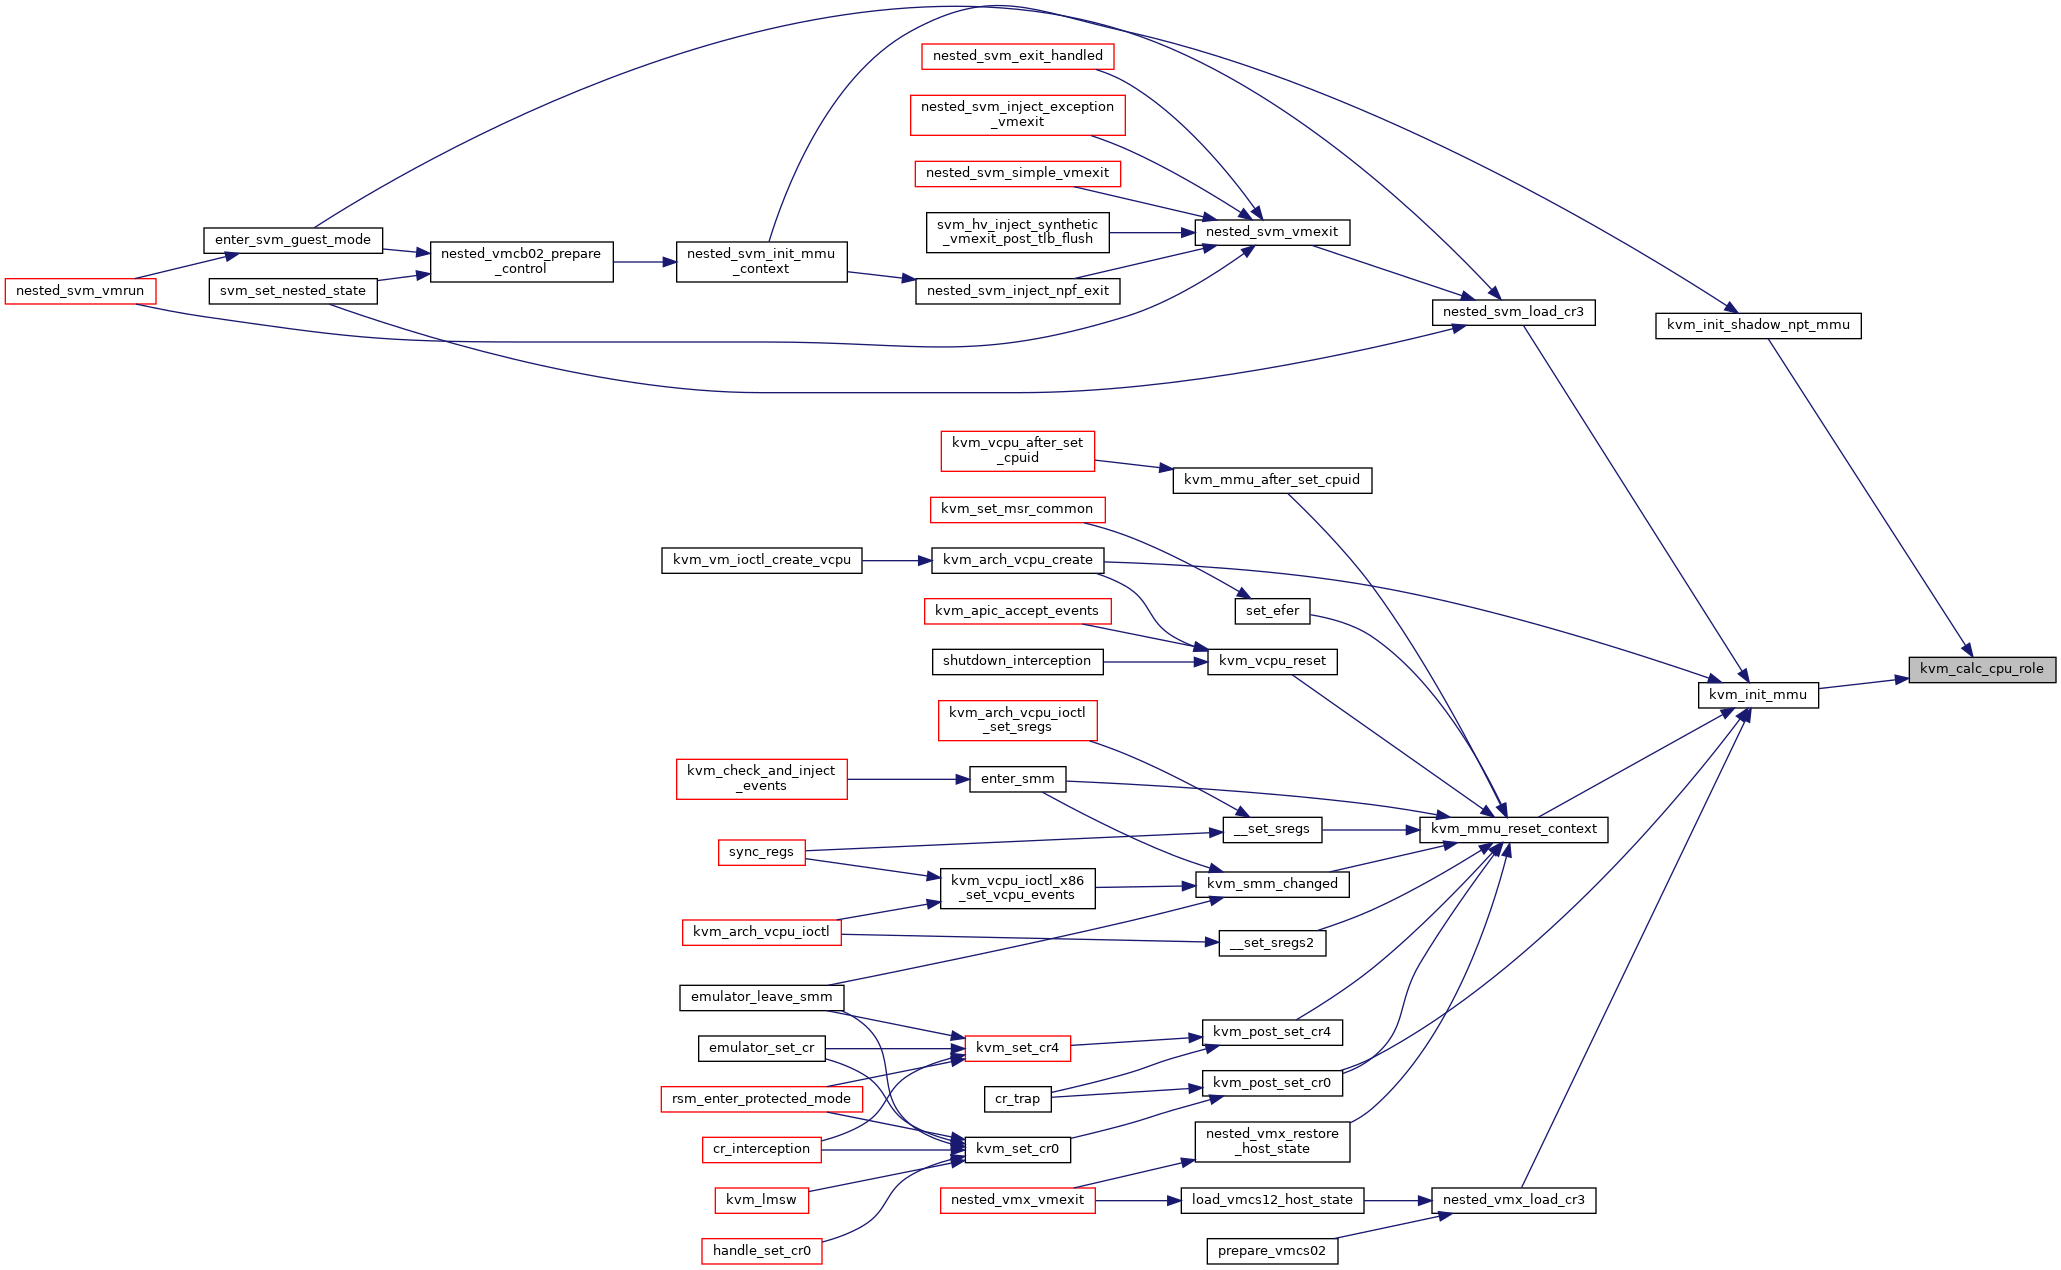 nested_svm_exit_handled
nested_svm_inject_exception
_vmexit
nested_svm_simple_vmexit
svm_hv_inject_synthetic
_vmexit_post_tlb_flush
nested_svm_vmexit
enter_svm_guest_mode
nested_vmcb02_prepare
_control
nested_svm_init_mmu
_context
nested_svm_vmrun
svm_set_nested_state
nested_svm_inject_npf_exit
nested_svm_load_cr3
kvm_init_shadow_npt_mmu
kvm_vcpu_after_set
_cpuid
kvm_mmu_after_set_cpuid
kvm_set_msr_common
kvm_vm_ioctl_create_vcpu
kvm_arch_vcpu_create
kvm_apic_accept_events
set_efer
shutdown_interception
kvm_vcpu_reset
kvm_calc_cpu_role
kvm_init_mmu
kvm_arch_vcpu_ioctl
_set_sregs
kvm_check_and_inject
_events
enter_smm
__set_sregs
kvm_mmu_reset_context
sync_regs
kvm_vcpu_ioctl_x86
_set_vcpu_events
kvm_smm_changed
kvm_arch_vcpu_ioctl
__set_sregs2
emulator_leave_smm
emulator_set_cr
kvm_set_cr4
kvm_post_set_cr4
rsm_enter_protected_mode
cr_trap
kvm_post_set_cr0
cr_interception
kvm_set_cr0
nested_vmx_restore
_host_state
kvm_lmsw
nested_vmx_vmexit
load_vmcs12_host_state
nested_vmx_load_cr3
handle_set_cr0
prepare_vmcs02